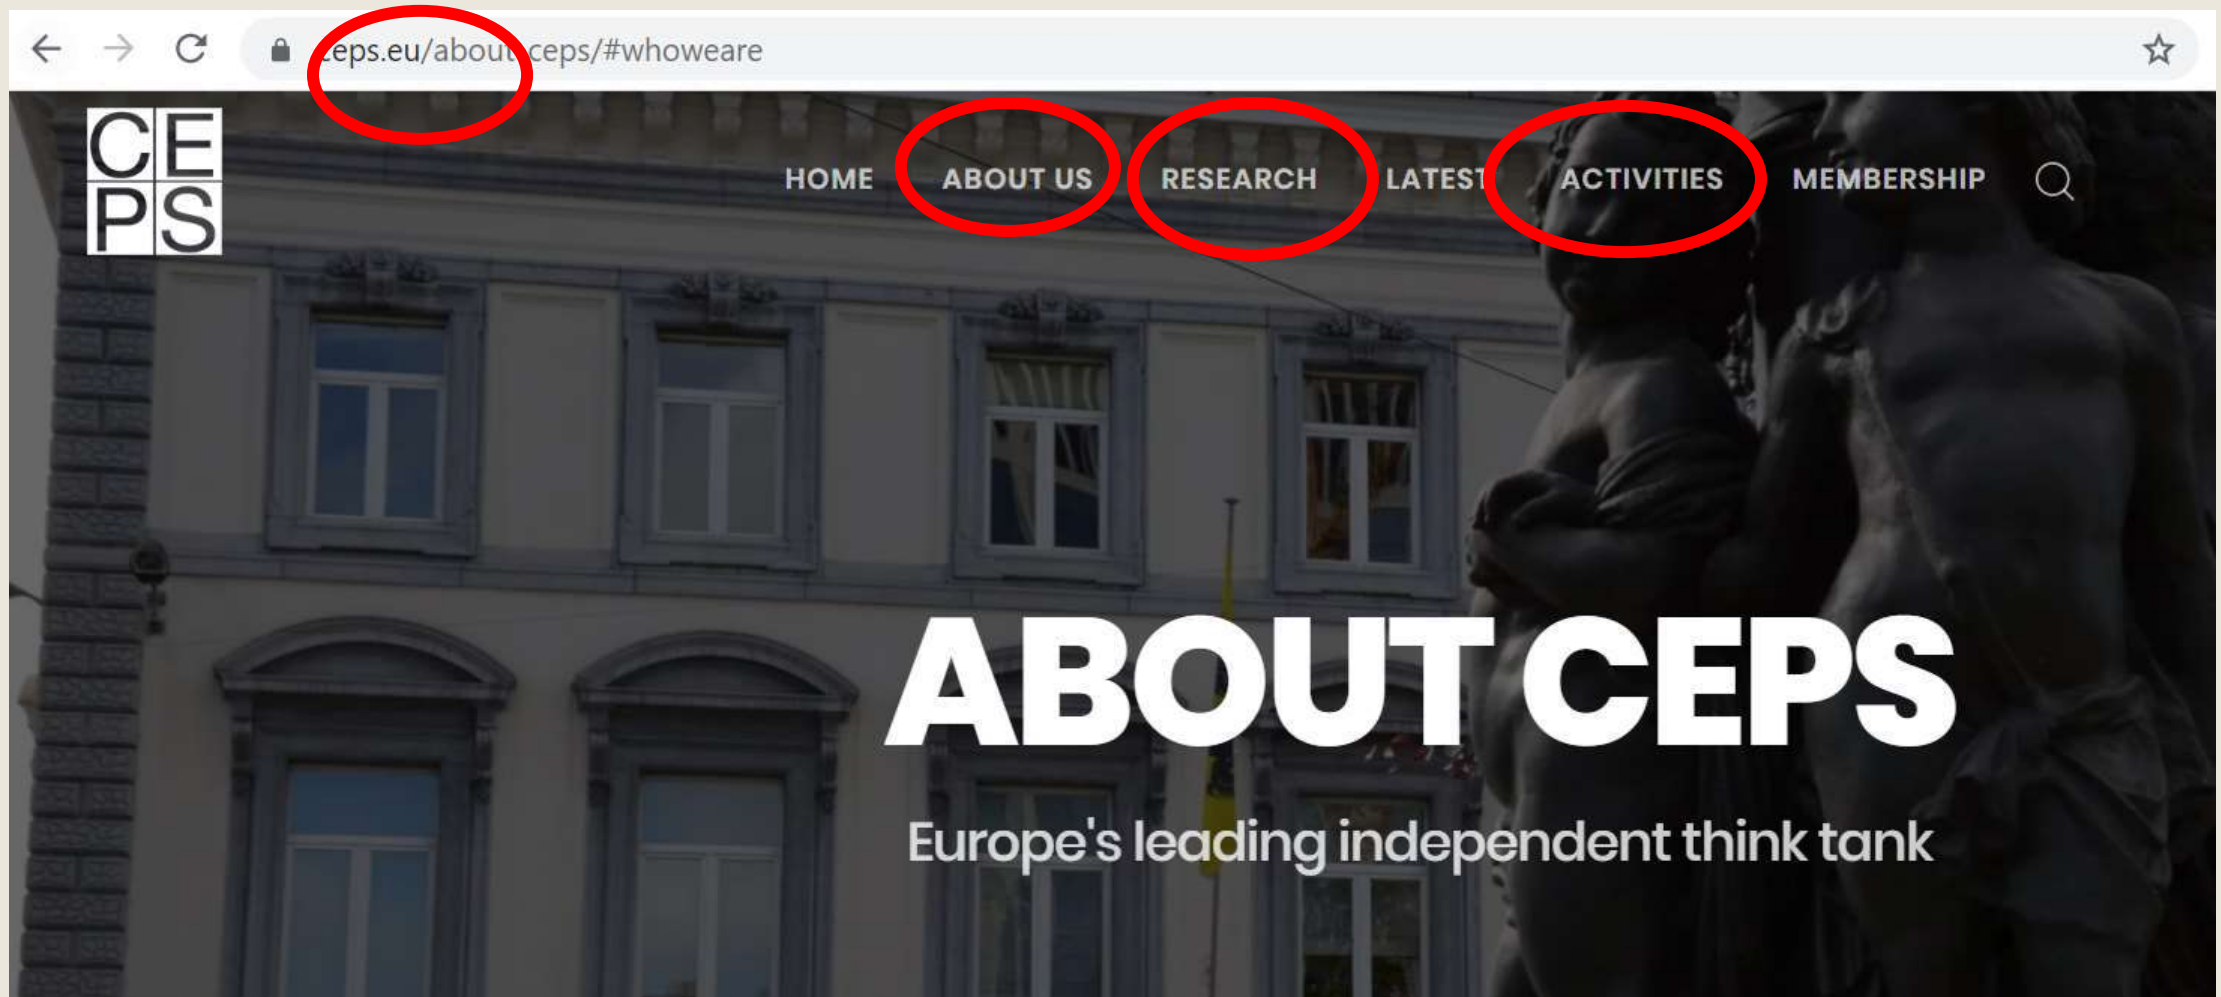 ceps.eu/about-ceps/#whoweare
CE
PS
HOME ABOUT US RESEARCH LATEST ACTIVITIES MEMBERSHIP
ABOUT CEPS
Europe's leading independent think tank